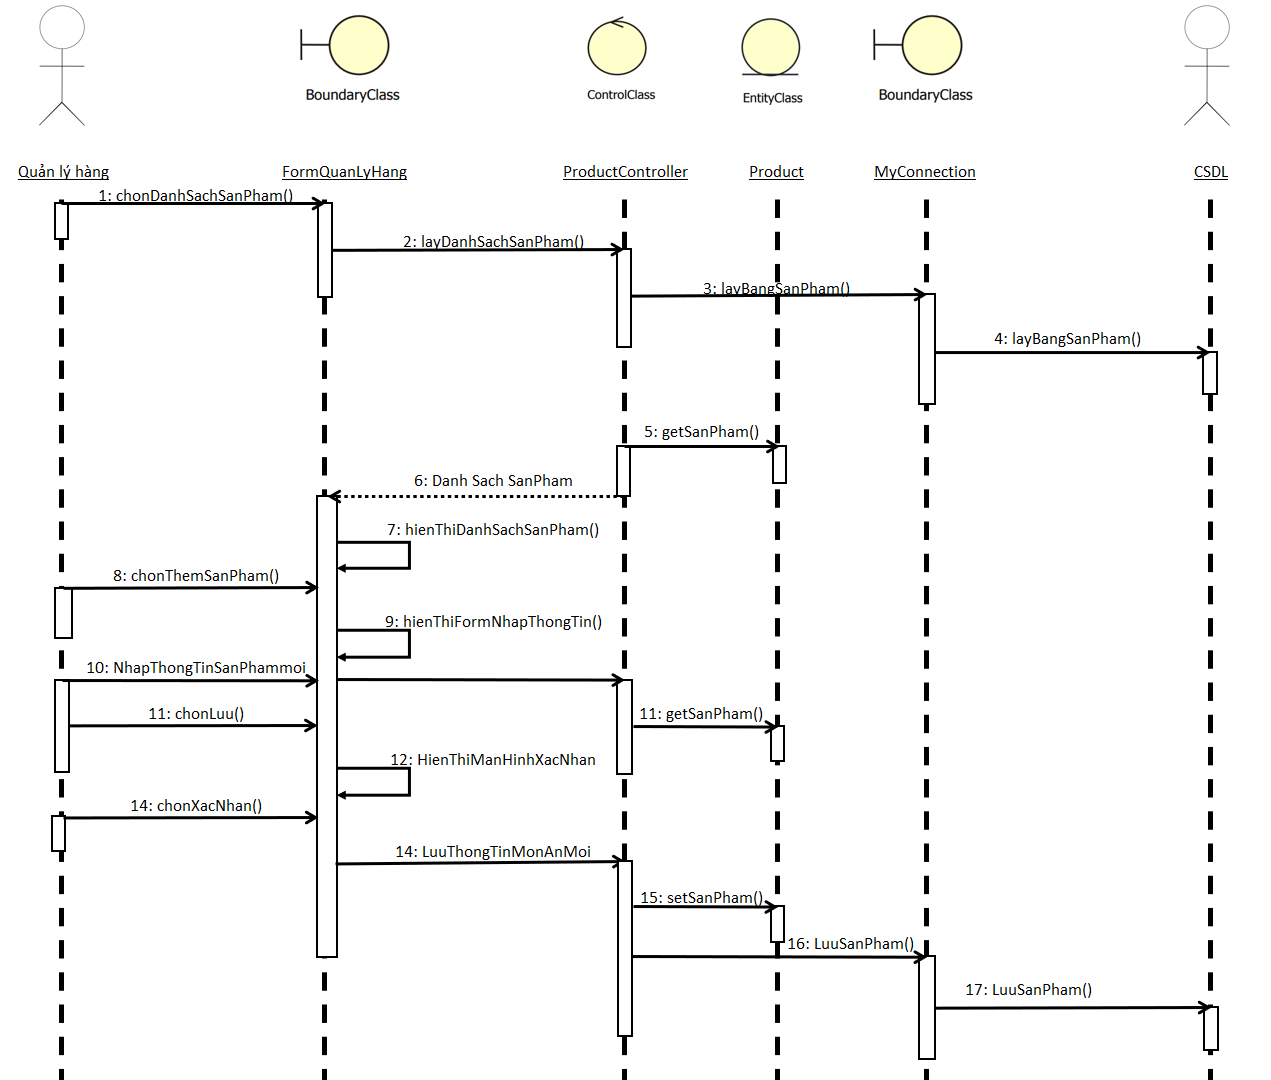 BoundaryClass
ControlClass
EntityClass
BoundaryClass
Quản lý hàng
FormQuanLyHang
ProductController
Product
MyConnection
CSDL
1: chonDanhSachSanPham()
2: layDanhSachSanPham()
3: layBangSanPham()
4: layBangSanPham()
5: getSanPham()
6: Danh Sach SanPham
7: hienThiDanhSachSanPham()
8: chonThemSanPham()
9: hienThiFormNhapThongTin()
10: NhapThongTinSanPhammoi
11: chonLuu()
11: getSanPham()
12: HienThiManHinhXacNhan
14: chonXacNhan()
14: LuuThongTinMonAnMoi
15: setSanPham()
16: LuuSanPham()
17: LuuSanPham()